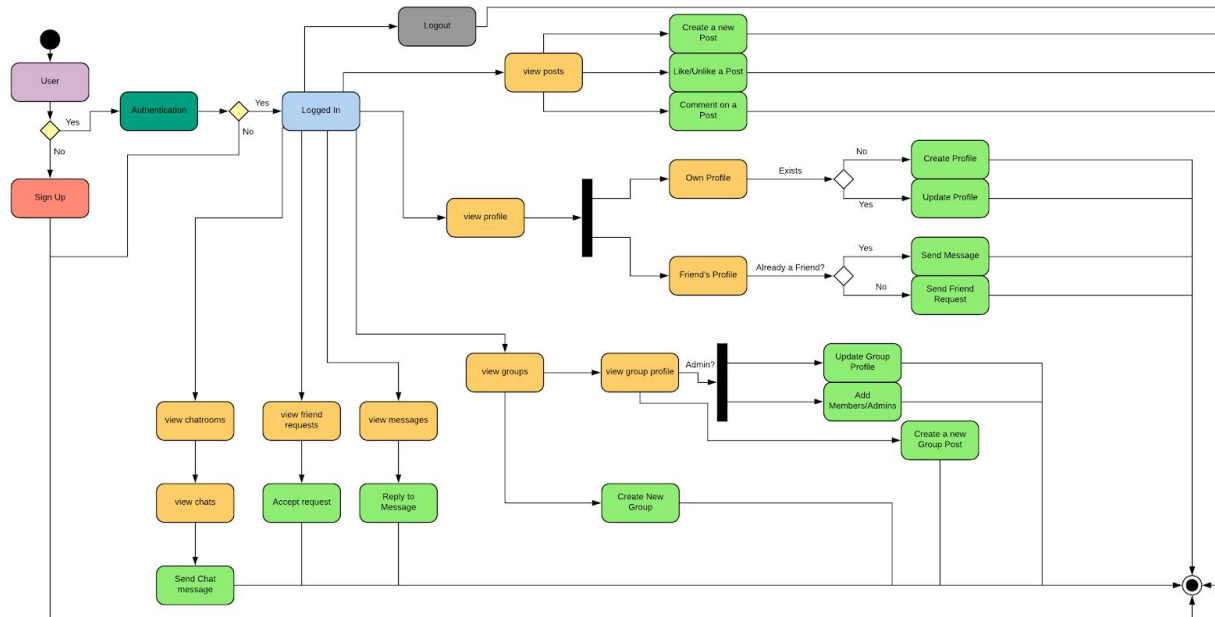 Logout
Create a new
Post
User
view posts
Like/Unlike a Post
Authentication
Yes
Yes
Logged In
Comment on a
Post
No
No
Sign Up
Own Profile
Exists
No
Create Profile
Yes
Update Profile
view profile
Friend's Profile
Already a Friend?
Yes
Send Message
No
Send Friend
Request
view groups
view group profile
Admin?
Update Group
Profile
Add
Members/Admins
view chatrooms
view friend
requests
view messages
Create a new
Group Post
view chats
Accept request
Reply to
Message
Create New
Group
Send Chat
message